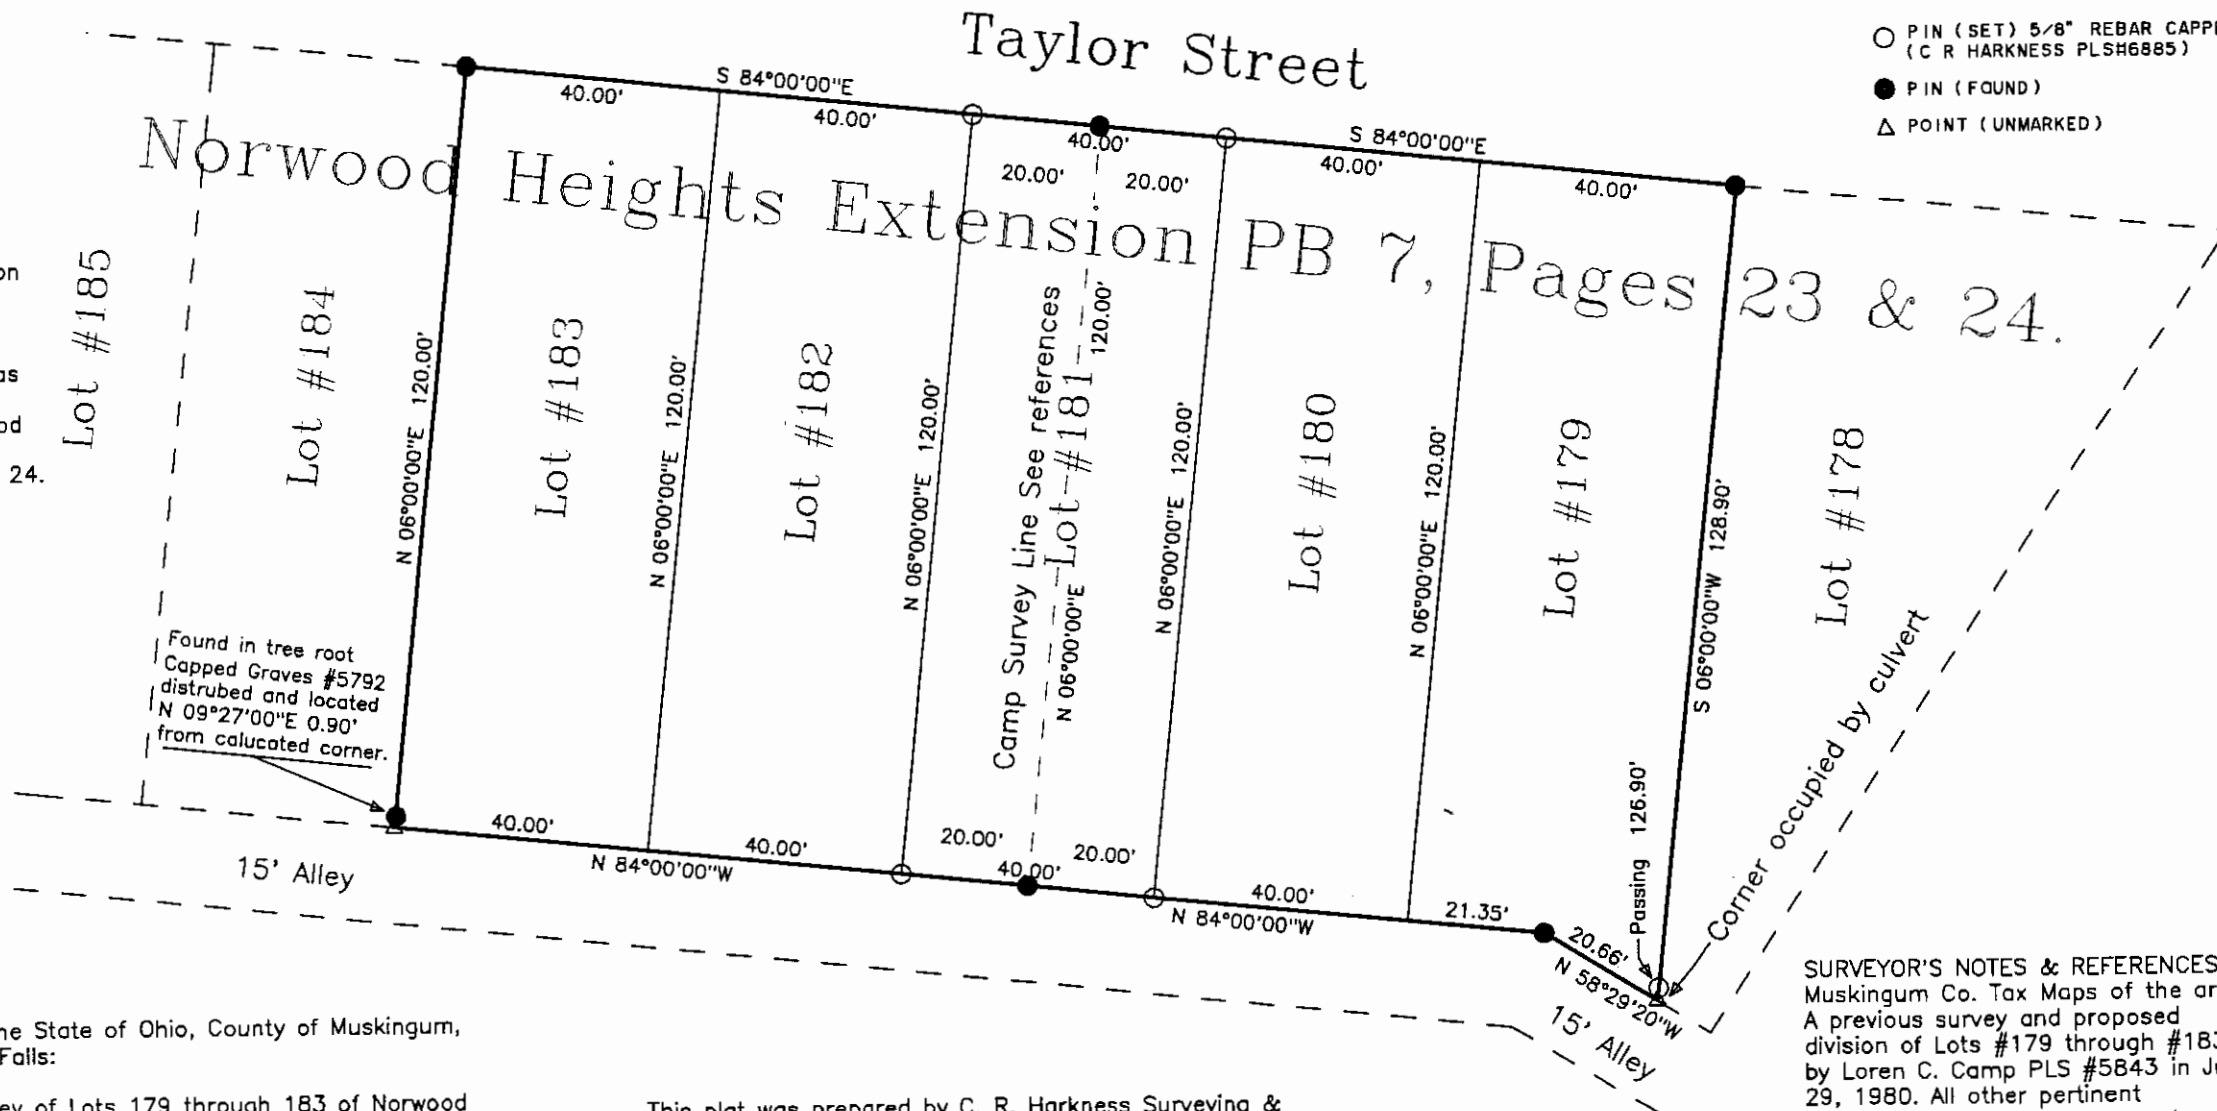 Taylor Street
PIN (SET) 5/8" REBAR
(C R HARKNESS PLS#6885)
PIN (FOUND)
POINT (UNMARKED)
S 84°00'00"E
S 84°00'00"E
40.00'
40.00'
40.00'
40.00'
40.00'
20.00'
20.00'
Norwood Heights Extension PB 7, Pages 23 & 24.
24.
Lot #185
Lot #184
Lot #183
Lot #182
Lot #181
Lot #180
Lot #179
Lot #178
N 06°00'00"E 120.00'
N 06°00'00"E 120.00'
N 06°00'00"E 120.00'
Camp Survey Line See references
N 06°00'00"E 120.00'
N 06°00'00"E 120.00'
N 06°00'00"E 120.00'
S 06°00'00"W 128.90'
Passing 126.90'
Corner occupied by culvert
Found in tree root
Capped Graves #5792
distrubed and located
N 09°27'00"E 0.90'
from calucated corner.
40.00'
40.00'
20.00'
20.00'
40.00'
40.00'
21.35'
20.66'
N 84°00'00"W
N 84°00'00"W
N 58°29'20"W
15' Alley
15' Alley
State of Ohio, County of Muskingum,
Falls:
of Lots 179 through 183 of Norwood
This plat was prepared by C. R. Harkness Surveying &
SURVEYOR'S NOTES & REFERENCES
Muskingum Co. Tax Maps of the
A previous survey and proposed
division of Lots #179 through #183
by Loren C. Camp PLS #5843 in
29, 1980. All other pertinent